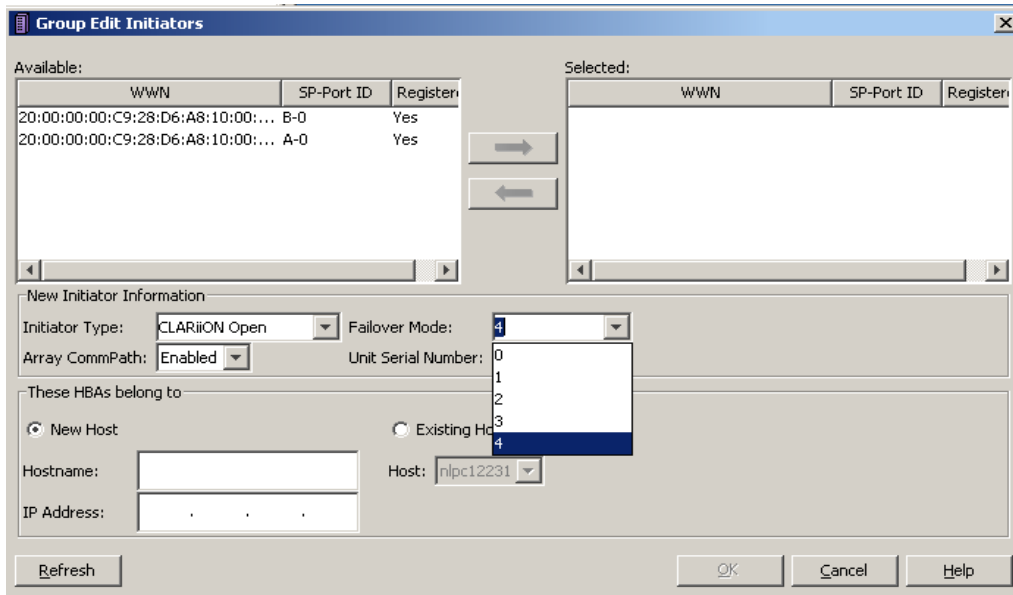 Group Edit Initiators
Available:
Selected:
WWN SP-Port ID Register
20:00:00:00:C9:28:D6:A8:10:00:... B-0 Yes
20:00:00:00:C9:28:D6:A8:10:00:... A-0 Yes
WWN SP-Port ID Register
New Initiator Information
Initiator Type: CLARiiON Open Failover Mode: 4
Array CommPath: Enabled Unit Serial Number:
0
1
2
3
4
These HBAs belong to
New Host Existing Ho
Hostname: Host: nlpc12231
IP Address: . . .
Refresh OK Cancel Help